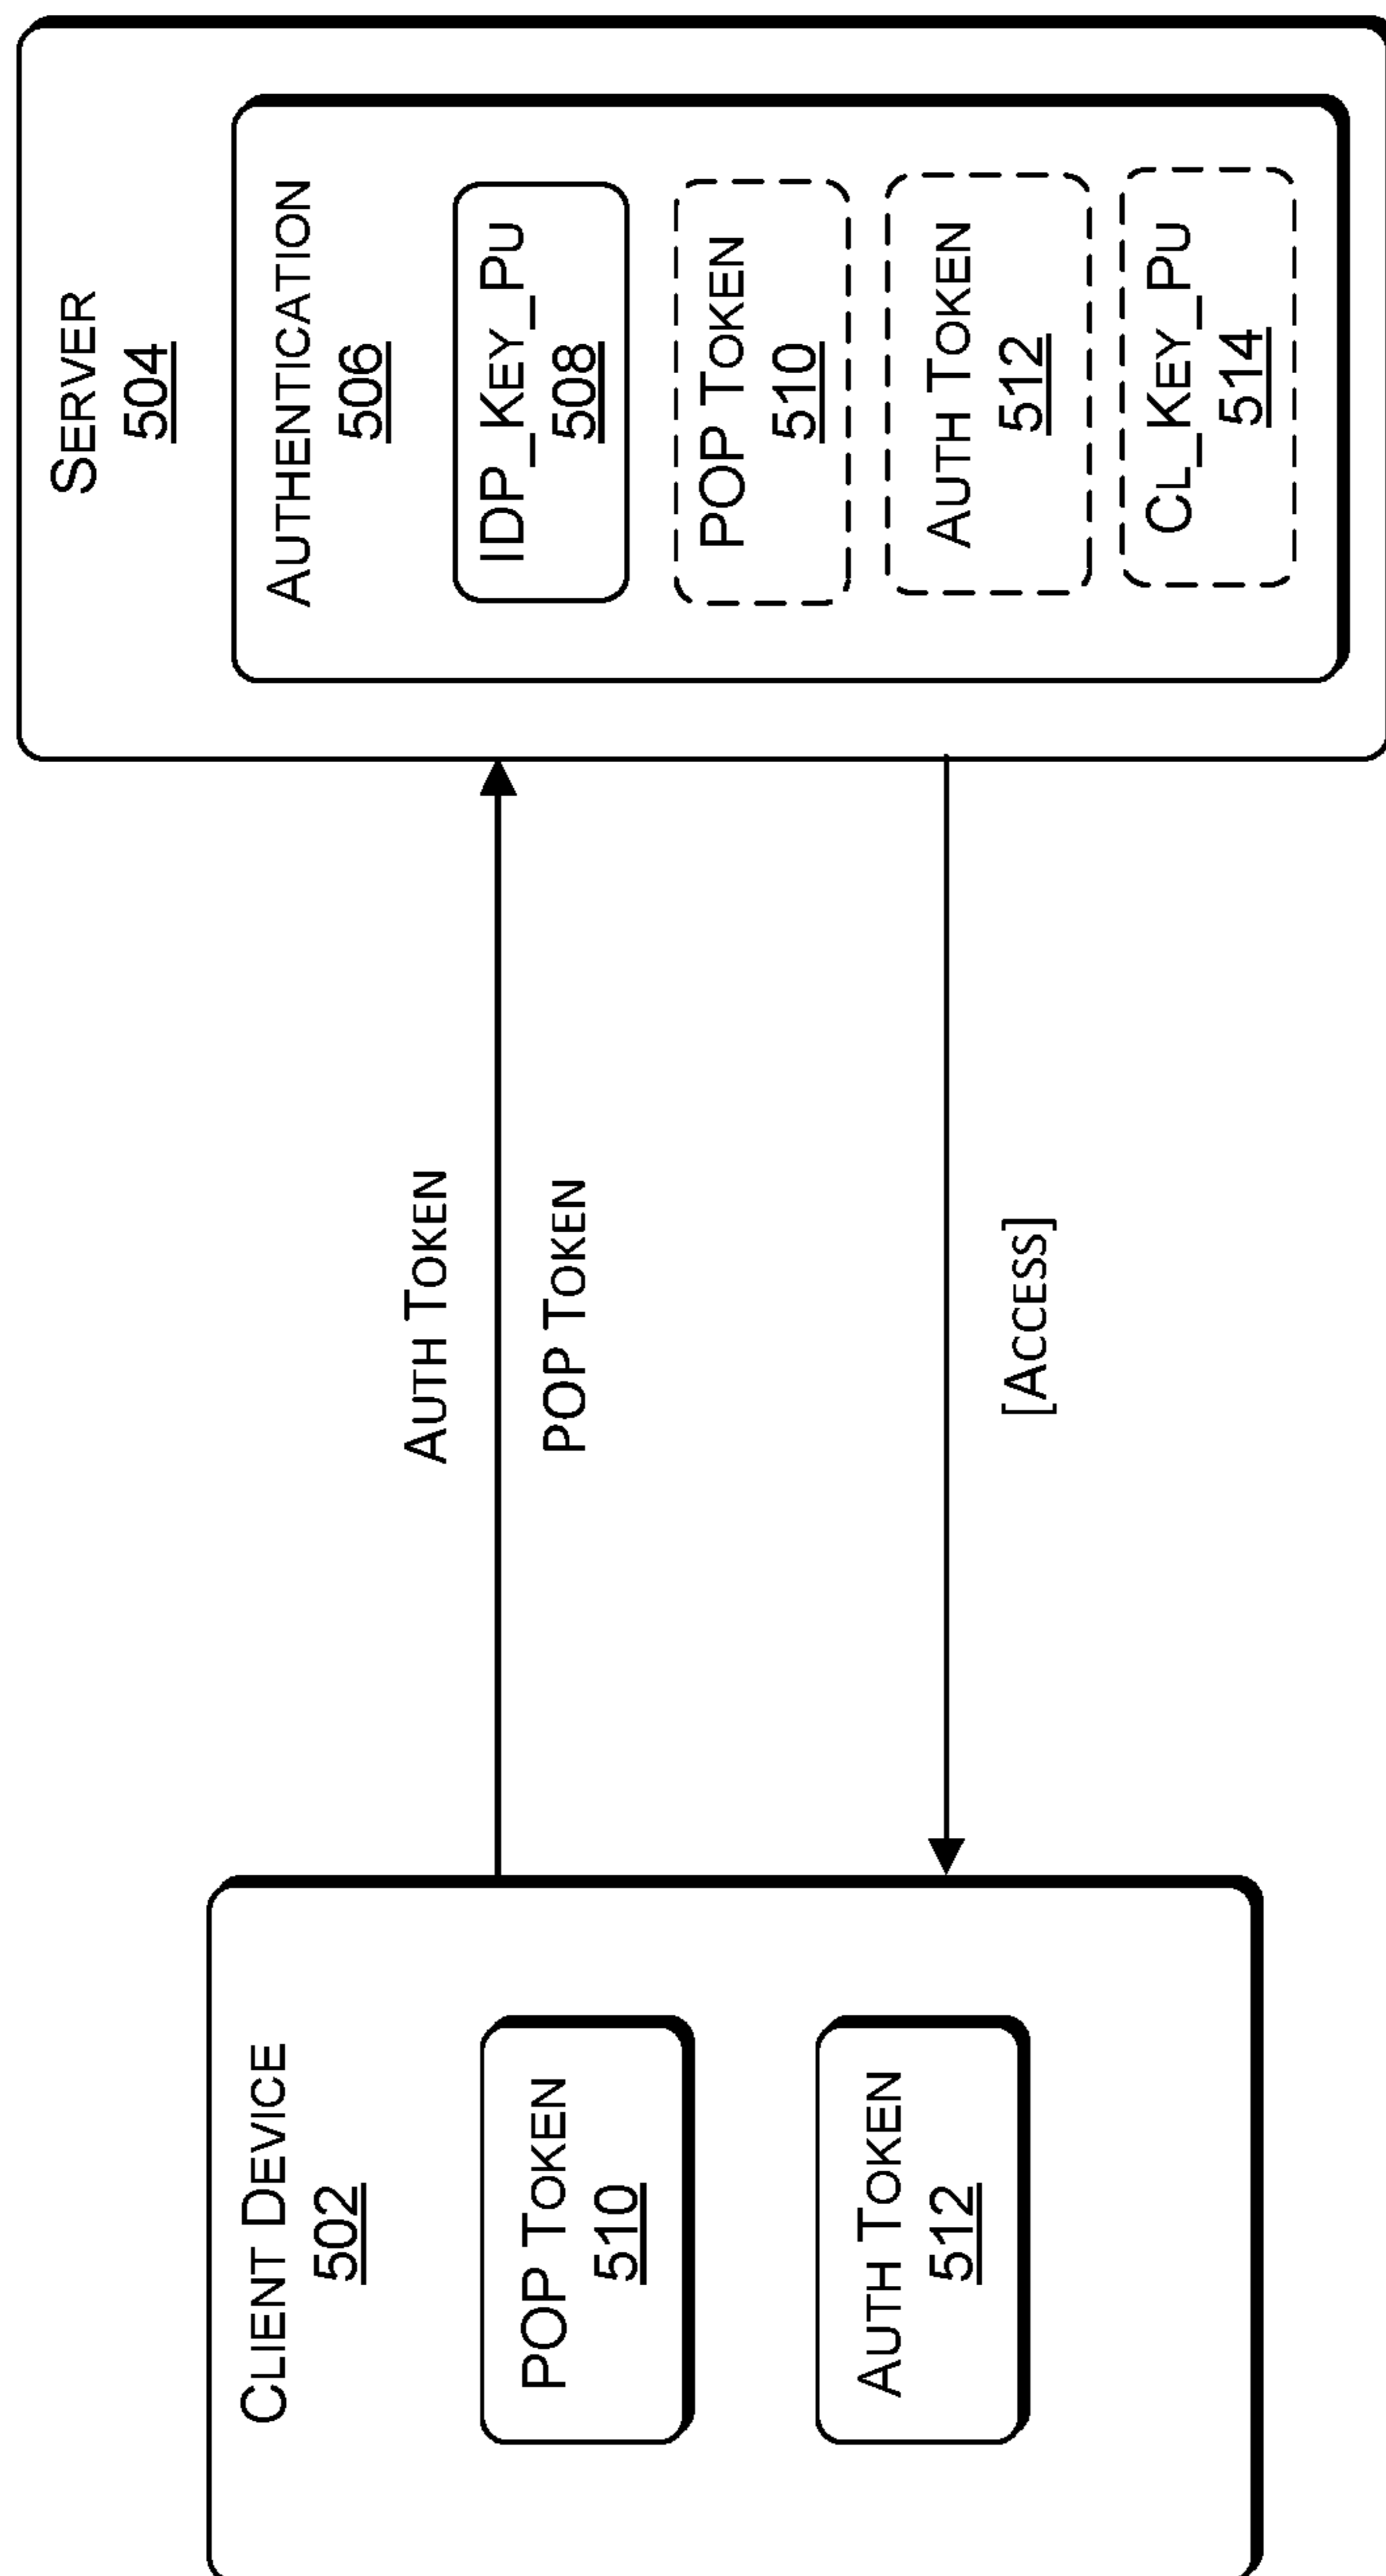 CLIENT DEVICE
502
POP TOKEN
510
AUTH TOKEN
512
AUTH TOKEN
POP TOKEN
[ACCESS]
SERVER
504
AUTHENTICATION
506
IDP_KEY_PU
508
POP TOKEN
510
AUTH TOKEN
512
CL_KEY_PU
514